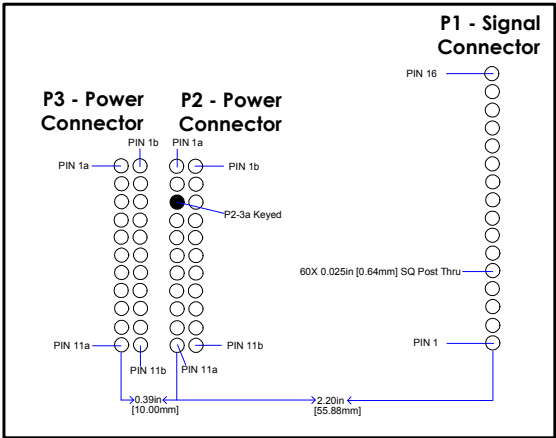 P1 - Signal
Connector
PIN 16
P3 - Power
Connector
P2 - Power
Connector
PIN 1b
PIN 1a
PIN 1a
PIN 1b
P2-3a Keyed
60X 0.025in [0.64mm] SQ Post Thru
PIN 11a
PIN 11b
PIN 1
PIN 11b
PIN 11a
0.39in
[10.00mm]
2.20in
[55.88mm]